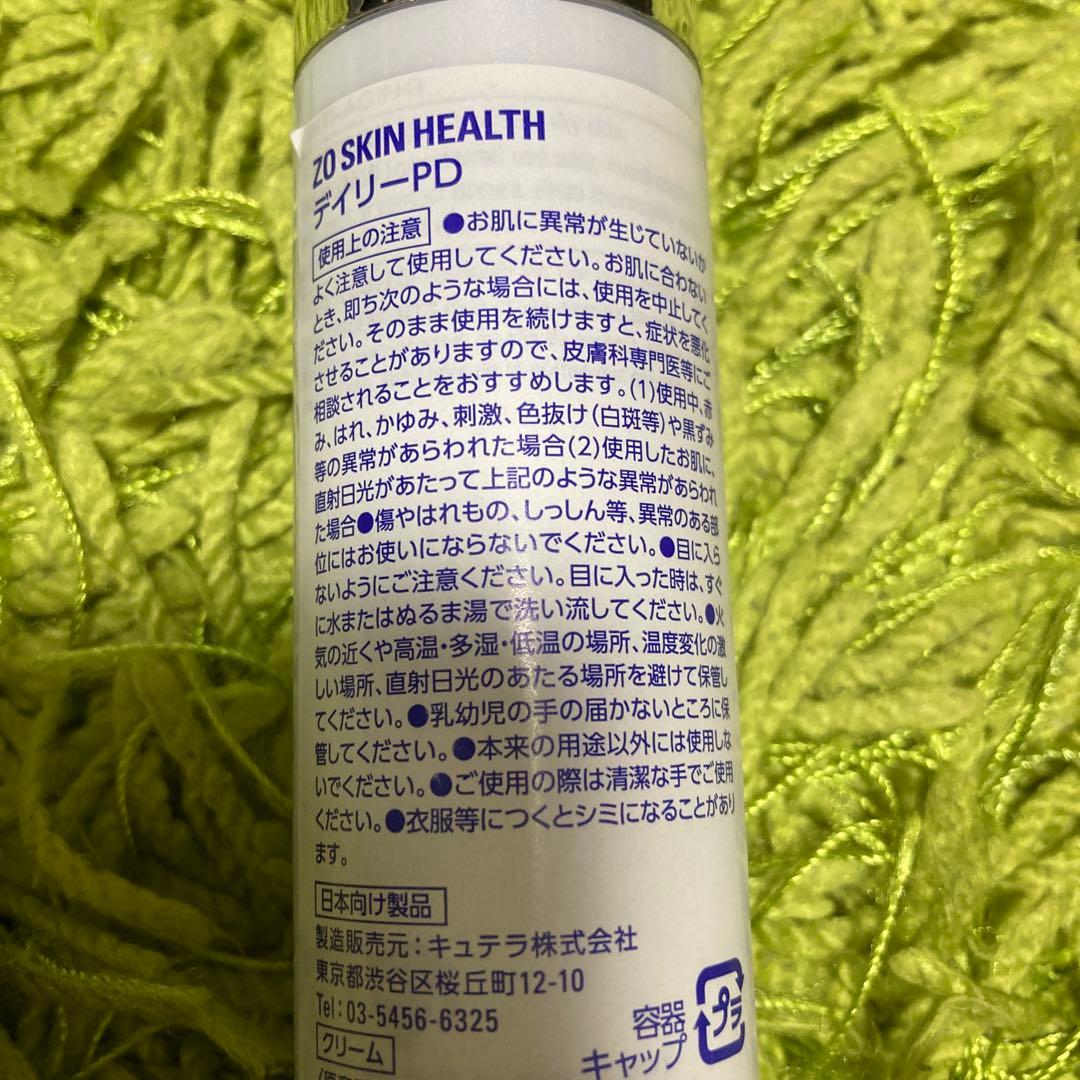 ZO SKIN HEALTH
デイリーPD
使用上の注意 ●お肌に異常が生じていないか
よく注意して使用してください。お肌に合わない
とき、即ち次のような場合には、使用を中止してく
ださい。そのまま使用を続けますと、症状を悪化
させることがありますので、皮膚科専門医等にご
相談されることをおすすめします。(1)使用中、赤
み、はれ、かゆみ、刺激、色抜け(白斑等)や黒ずみ
等の異常があらわれた場合(2)使用したお肌に、
直射日光があたって上記のような異常があらわれ
た場合●傷やはれもの、しっしん等、異常のある部
位にはお使いにならないでください。●目に入ら
ないようにご注意ください。目に入った時は、すぐ
に水またはぬるま湯で洗い流してください。●火
気の近くや高温・多湿・低温の場所、温度変化の激
しい場所、直射日光のあたる場所を避けて保管し
てください。●乳幼児の手の届かないところに保
管してください。●本来の用途以外には使用しな
いでください。●ご使用の際は清潔な手でご使用
ください。●衣服等につくとシミになることがあり
ます。
日本向け製品
製造販売元:キュテラ株式会社
東京都渋谷区桜丘町12-10
Tel:03-5456-6325
クリーム
プラ
容器
キャップ